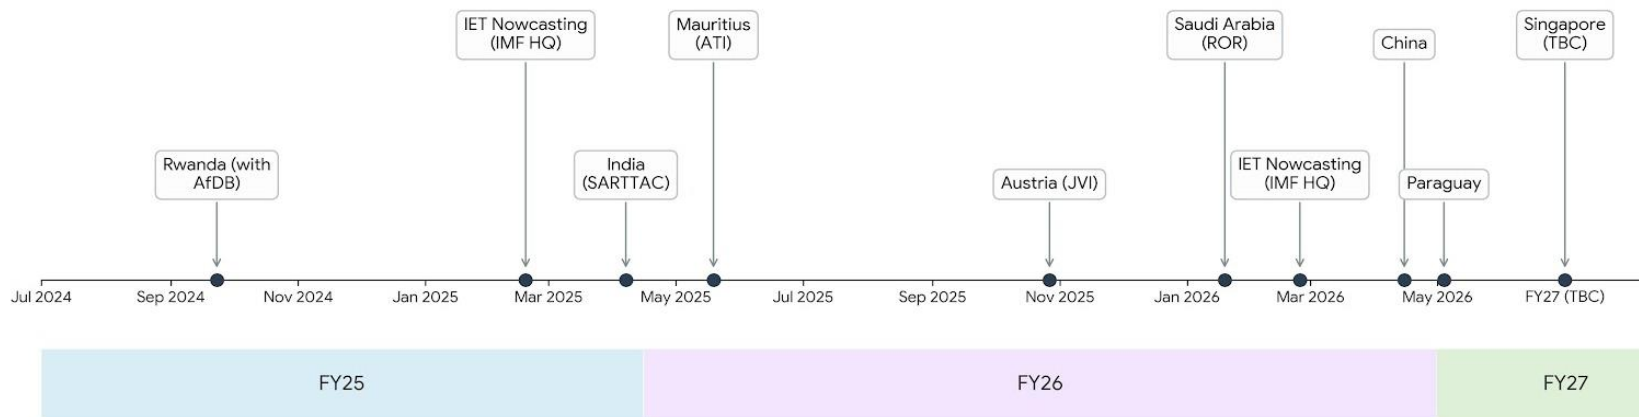 IET Nowcasting
(IMF HQ)
Mauritius
(ATI)
Saudi Arabia
(ROR)
China
Singapore
(TBC)
Rwanda (with
AfDB)
India
(SARTTAC)
Austria (JVI)
IET Nowcasting
(IMF HQ)
Paraguay
Jul 2024
Sep 2024
Nov 2024
Jan 2025
Mar 2025
May 2025
Jul 2025
Sep 2025
Nov 2025
Jan 2026
Mar 2026
May 2026
FY27 (TBC)
FY25
FY26
FY27